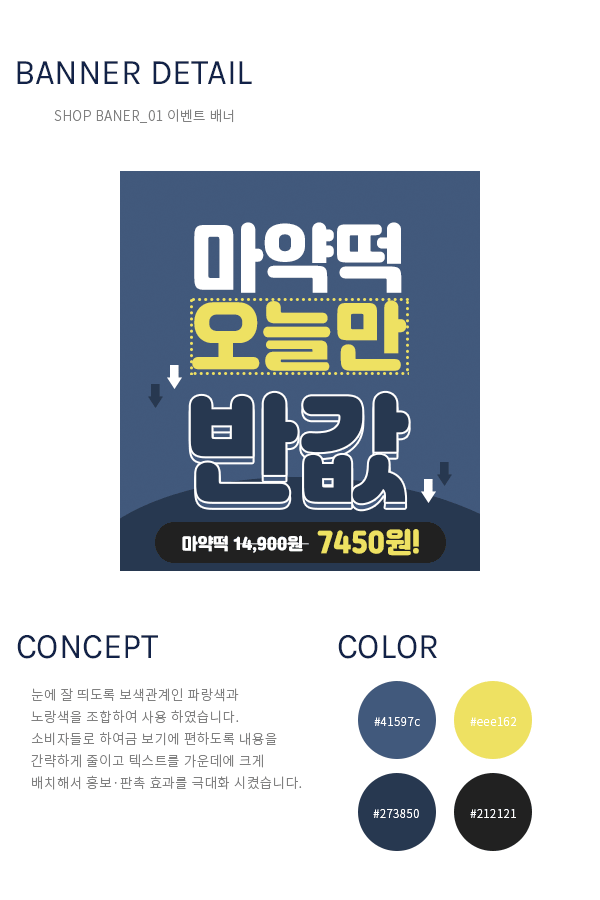 BANNER DETAIL
SHOP BANER_01 이벤트 배너
마약떡
오늘만
반값
마약떡 14,900원 7450원!
CONCEPT
눈에 잘 띄도록 보색관계인 파랑색과
노랑색을 조합하여 사용 하였습니다.
소비자들로 하여금 보기에 편하도록 내용을
간략하게 줄이고 텍스트를 가운데에 크게
배치해서 홍보·판촉 효과를 극대화 시켰습니다.
COLOR
#41597c
#eee162
#273850
#212121